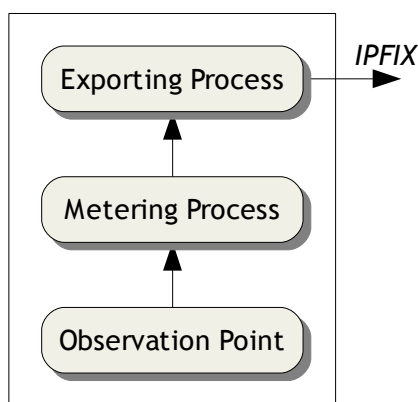 IPFIX
Exporting Process
Metering Process
Observation Point